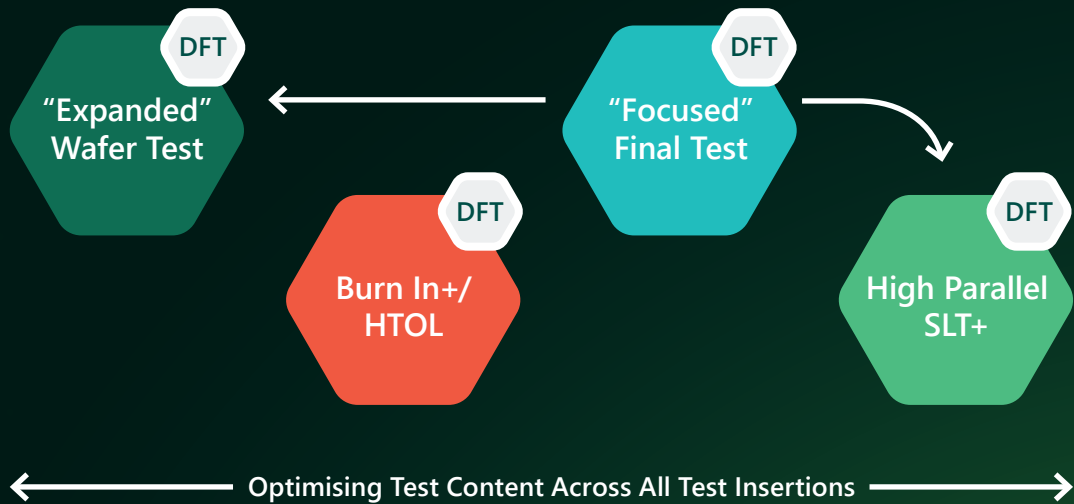 DFT
“Expanded”
Wafer Test
DFT
“Focused”
Final Test
DFT
Burn In+/
HTOL
DFT
High Parallel
SLT+
Optimising Test Content Across All Test Insertions